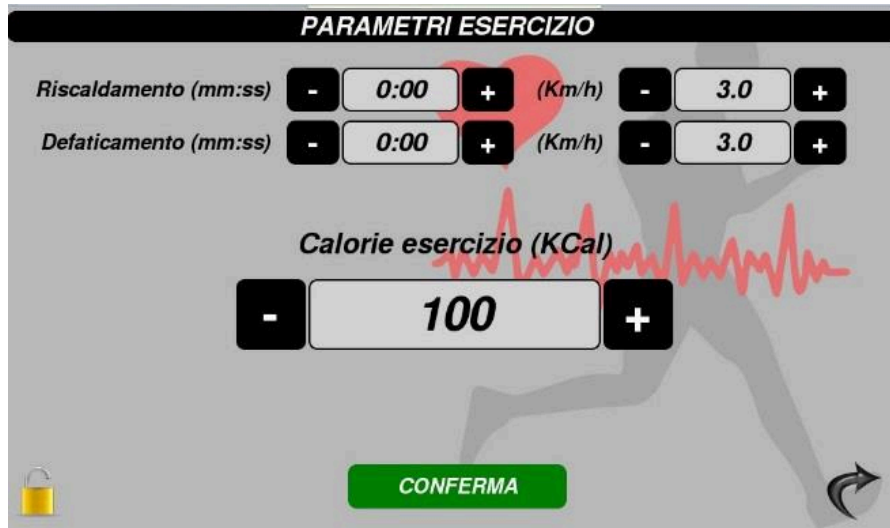 PARAMETRI ESERCIZIO
Riscaldamento (mm:ss) - 0:00 + (Km/h) - 3.0 +
Defaticamento (mm:ss) - 0:00 + (Km/h) - 3.0 +
Calorie esercizio (KCal)
- 100 +
CONFERMA